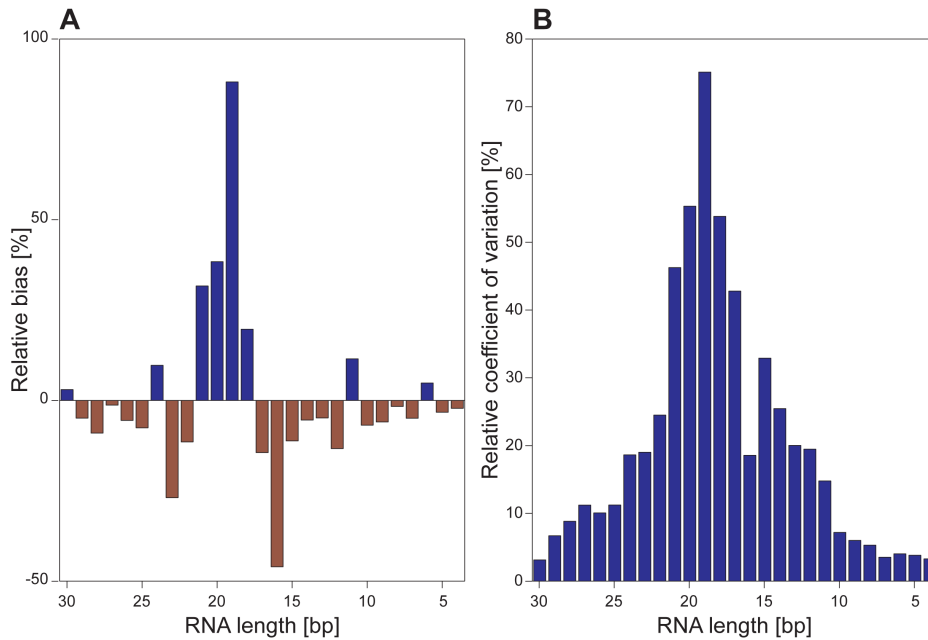 A
Relative bias [%]
100
50
0
-50
30 25 20 15 10 5
RNA length [bp]
B
Relative coefficient of variation [%]
80
70
60
50
40
30
20
10
0
30 25 20 15 10 5
RNA length [bp]